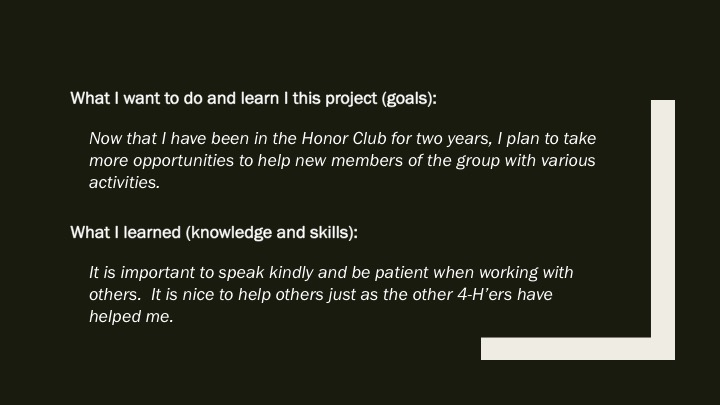 What I want to do and learn I this project (goals):
Now that I have been in the Honor Club for two years, I plan to take
more opportunities to help new members of the group with various
activities.
What I learned (knowledge and skills):
It is important to speak kindly and be patient when working with
others.  It is nice to help others just as the other 4-H’ers have
helped me.